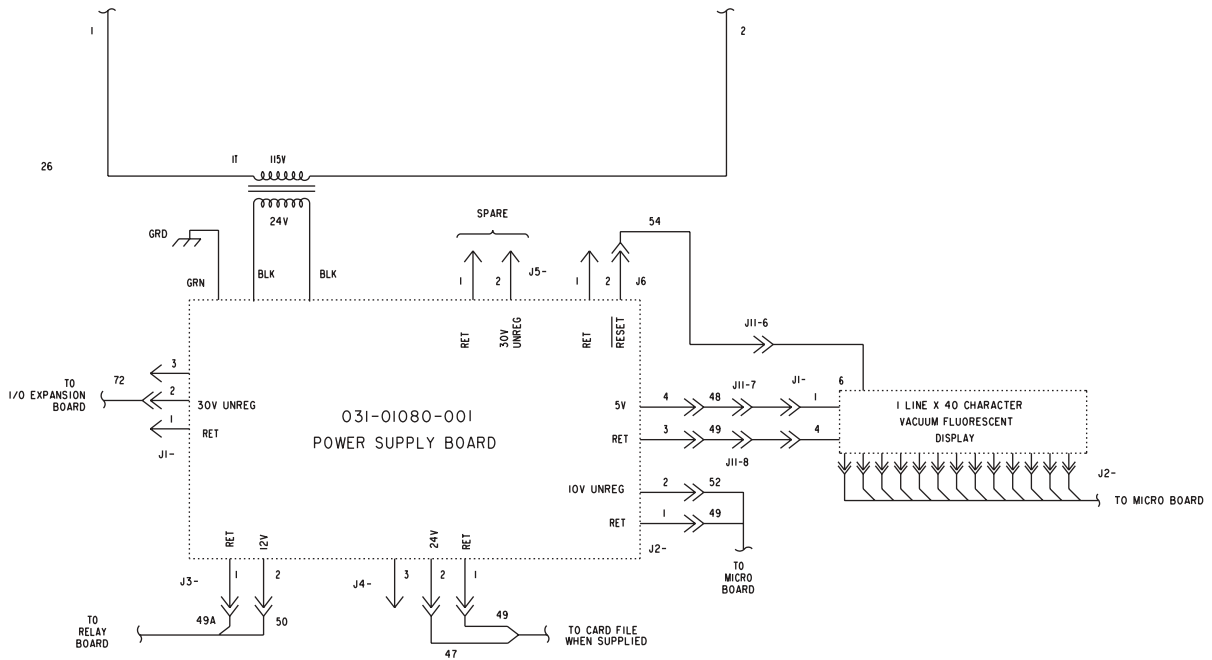 1
2
26
1T 115V
24V
SPARE
54
GRD
GRN
BLK
BLK
1
2
J5-
1
2
J6
RET
30V UNREG
RET
RESET
J11-6
3
72
2
1
TO
I/O EXPANSION
BOARD
30V UNREG
RET
J1-
031-01080-001
POWER SUPPLY BOARD
5V
4
48
J11-7
J1-
1
6
RET
3
49
J11-8
4
1 LINE X 40 CHARACTER
VACUUM FLUORESCENT
DISPLAY
J2-
TO MICRO BOARD
10V UNREG
2
52
RET
1
49
J2-
TO
MICRO
BOARD
RET
12V
24V
RET
J3-
1
2
J4-
3
2
1
49A
50
49
47
TO
RELAY
BOARD
TO CARD FILE
WHEN SUPPLIED